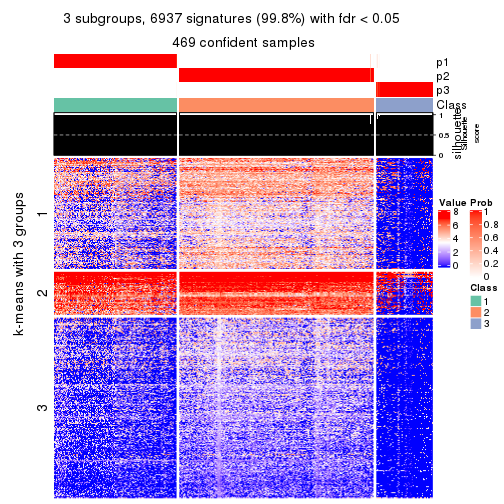 3 subgroups, 6937 signatures (99.8%) with fdr < 0.05
469 confident samples
p1
p2
p3
Class
1
0.5
0
silhouette
Silhouette
score
k-means with 3 groups
1
2
3
Value
8
6
4
2
0
Prob
1
0.8
0.6
0.4
0.2
0
Class
1
2
3